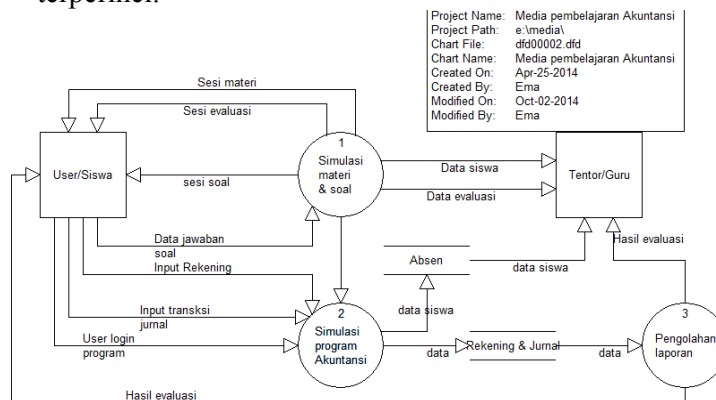 terperinci.
Project Name: Media pembelajaran Akuntansi
Project Path: e:\media\
Chart File: dfd00002.dfd
Chart Name: Media pembelajaran Akuntansi
Created On: Apr-25-2014
Created By: Ema
Modified On: Oct-02-2014
Modified By: Ema
Sesi materi
Sesi evaluasi
User/Siswa
sesi soal
1
Simulasi
materi
& soal
Data siswa
Data evaluasi
Tentor/Guru
Data jawaban
soal
Input Rekening
Absen
data siswa
Hasil evaluasi
Input transksi
jurnal
User login
program
2
Simulasi
program
Akuntansi
data siswa
data
Rekening & Jurnal
data
3
Pengolahan
laporan
Hasil evaluasi